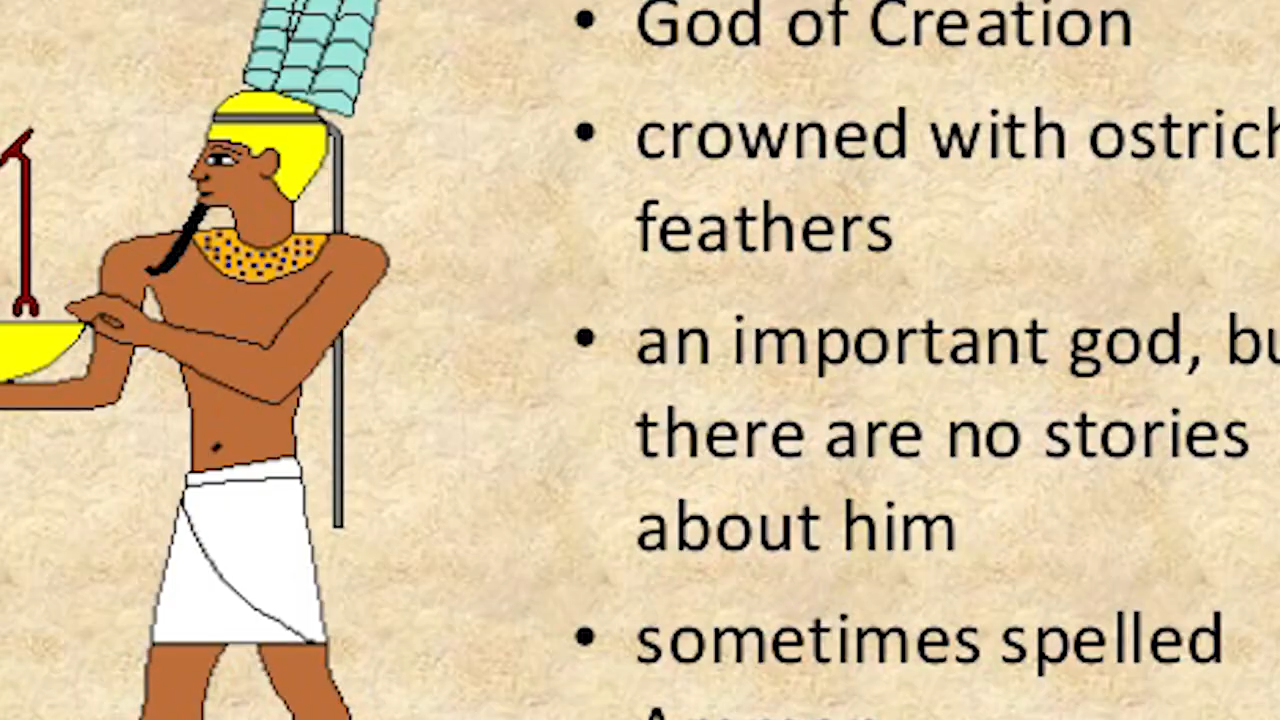 • God of Creation
• crowned with ostrich
feathers
• an important god, bu
there are no stories
about him
• sometimes spelled